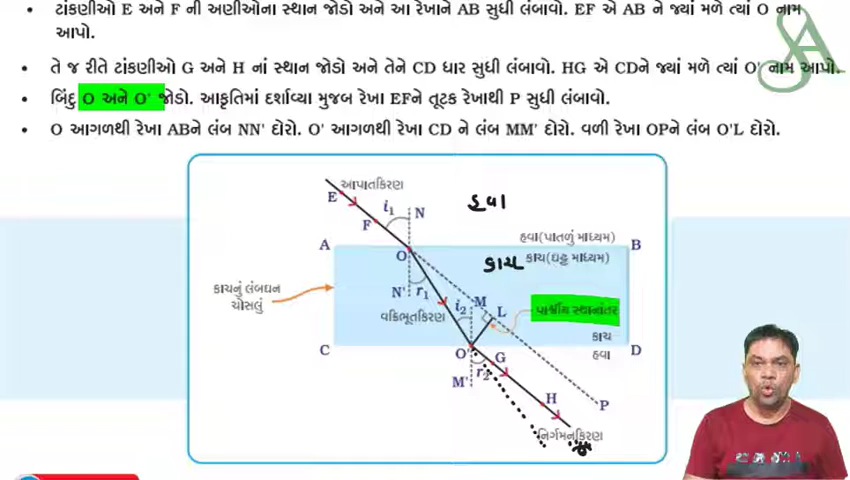 ટાંકણીઓ E અને F ની અણીઓના સ્થાન જોડો અને આ રેખાને AB સુધી લંબાવો. EF એ AB ને જ્યાં મળે ત્યાં O નામ
આપો.
તે જ રીતે ટાંકણીઓ G અને H નાં સ્થાન જોડો અને તેને CD ધાર સુધી લંબાવો. HG એ CDને જ્યાં મળે ત્યાં O' નામ આપો.
બિંદુ O અને O' જોડો. આકૃતિમાં દર્શાવ્યા મુજબ રેખા EFને તૂટક રેખાથી P સુધી લંબાવો.
O આગળથી રેખા ABને લંબ NN' દોરો. O' આગળથી રેખા CD ને લંબ MM' દોરો. વળી રેખા OPને લંબ O'L દોરો.
આપાતકિરણ
E
i1
N
હવા
F
હવા(પાતળું માધ્યમ)
A
B
O
કાચ
કાચ(ઘટ્ટ માધ્યમ)
કાચનું લંબઘન
ચોસલું
N'
r1
i2
M
L
પાર્શ્વીય સ્થાનાંતર
વક્રિભૂતકિરણ
કાચ
C
D
O'
G
હવા
M'
r2
H
P
નિર્ગમનકિરણ